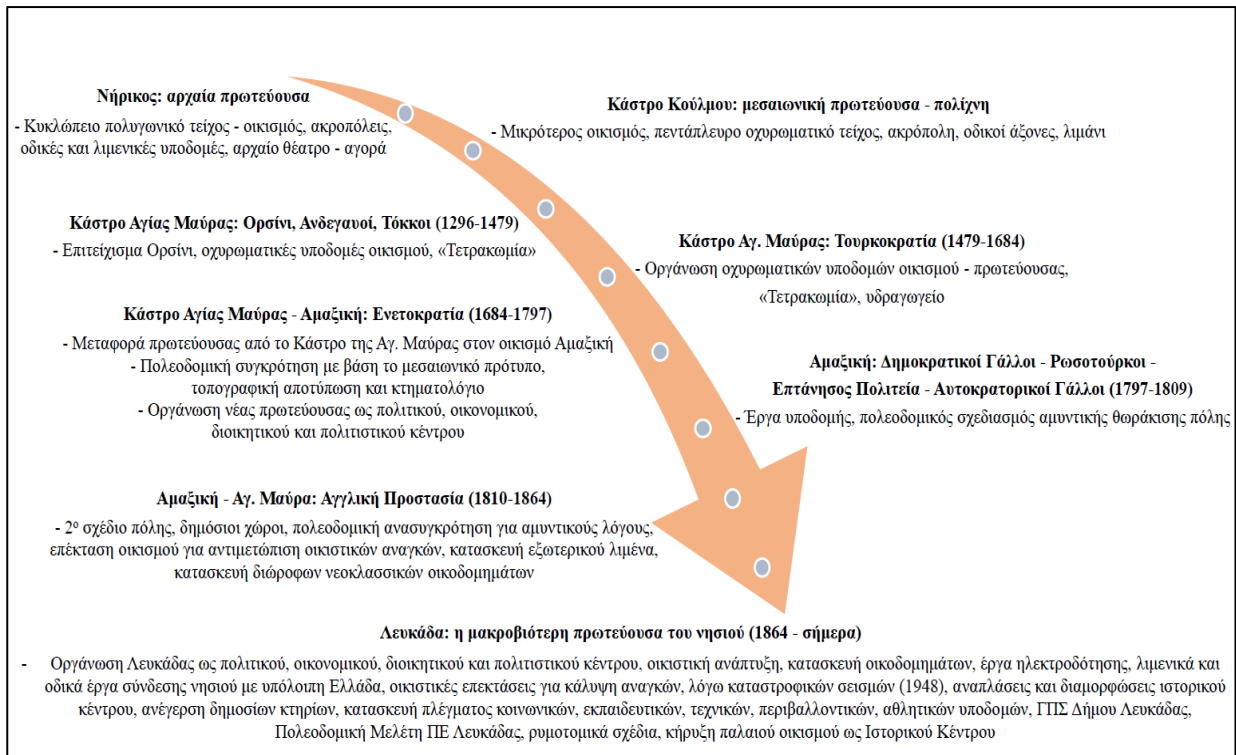 Νήρικος: αρχαία πρωτεύουσα
- Κυκλώπειο πολυγωνικό τείχος - οικισμός, ακροπόλεις,
οδικές και λιμενικές υποδομές, αρχαίο θέατρο - αγορά
Κάστρο Κούλμου: μεσαιωνική πρωτεύουσα - πολίχνη
- Μικρότερος οικισμός, πεντάπλευρο οχυρωματικό τείχος, ακρόπολη, οδικοί άξονες, λιμάνι
Κάστρο Αγίας Μαύρας: Ορσίνι, Ανδεγαυοί, Τόκκοι (1296-1479)
- Επιτείχισμα Ορσίνι, οχυρωματικές υποδομές οικισμού, «Τετρακωμία»
Κάστρο Αγ. Μαύρας: Τουρκοκρατία (1479-1684)
- Οργάνωση οχυρωματικών υποδομών οικισμού - πρωτεύουσας,
«Τετρακωμία», υδραγωγείο
Κάστρο Αγίας Μαύρας - Αμαξική: Ενετοκρατία (1684-1797)
- Μεταφορά πρωτεύουσας από το Κάστρο της Αγ. Μαύρας στον οικισμό Αμαξική
- Πολεοδομική συγκρότηση με βάση το μεσαιωνικό πρότυπο,
τοπογραφική αποτύπωση και κτηματολόγιο
- Οργάνωση νέας πρωτεύουσας ως πολιτικού, οικονομικού,
διοικητικού και πολιτιστικού κέντρου
Αμαξική: Δημοκρατικοί Γάλλοι - Ρωσοτούρκοι -
Επτάνησος Πολιτεία - Αυτοκρατορικοί Γάλλοι (1797-1809)
- Έργα υποδομής, πολεοδομικός σχεδιασμός αμυντικής θωράκισης πόλης
Αμαξική - Αγ. Μαύρα: Αγγλική Προστασία (1810-1864)
- 2º σχέδιο πόλης, δημόσιοι χώροι, πολεοδομική ανασυγκρότηση για αμυντικούς λόγους,
επέκταση οικισμού για αντιμετώπιση οικιστικών αναγκών, κατασκευή εξωτερικού λιμένα,
κατασκευή διώροφων νεοκλασσικών οικοδομημάτων
Λευκάδα: η μακροβιότερη πρωτεύουσα του νησιού (1864 - σήμερα)
- Οργάνωση Λευκάδας ως πολιτικού, οικονομικού, διοικητικού και πολιτιστικού κέντρου, οικιστική ανάπτυξη, κατασκευή οικοδομημάτων, έργα ηλεκτροδότησης, λιμενικά και
οδικά έργα σύνδεσης νησιού με υπόλοιπη Ελλάδα, οικιστικές επεκτάσεις για κάλυψη αναγκών, λόγω καταστροφικών σεισμών (1948), αναπλάσεις και διαμορφώσεις ιστορικού
κέντρου, ανέγερση δημοσίων κτηρίων, κατασκευή πλέγματος κοινωνικών, εκπαιδευτικών, τεχνικών, περιβαλλοντικών, αθλητικών υποδομών, ΓΠΣ Δήμου Λευκάδας,
Πολεοδομική Μελέτη ΠΕ Λευκάδας, ρυμοτομικά σχέδια, κήρυξη παλαιού οικισμού ως Ιστορικού Κέντρου